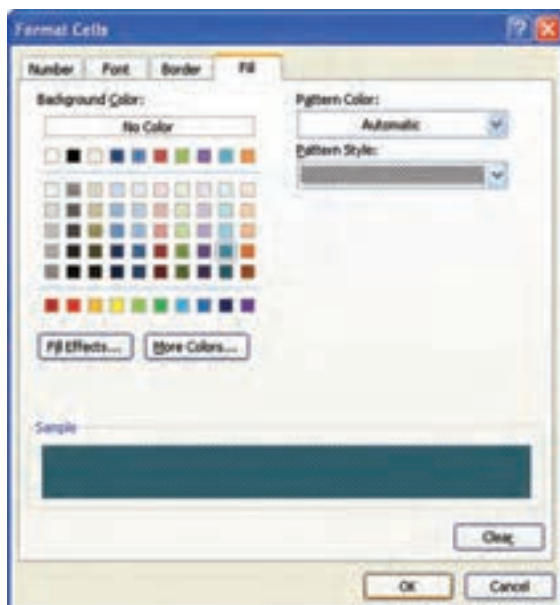 Format Cells
Number Font Border Fill
Background Color:
No Color
Pattern Color:
Automatic
Pattern Style:
Fill Effects...
More Colors...
Sample
Clear
OK
Cancel